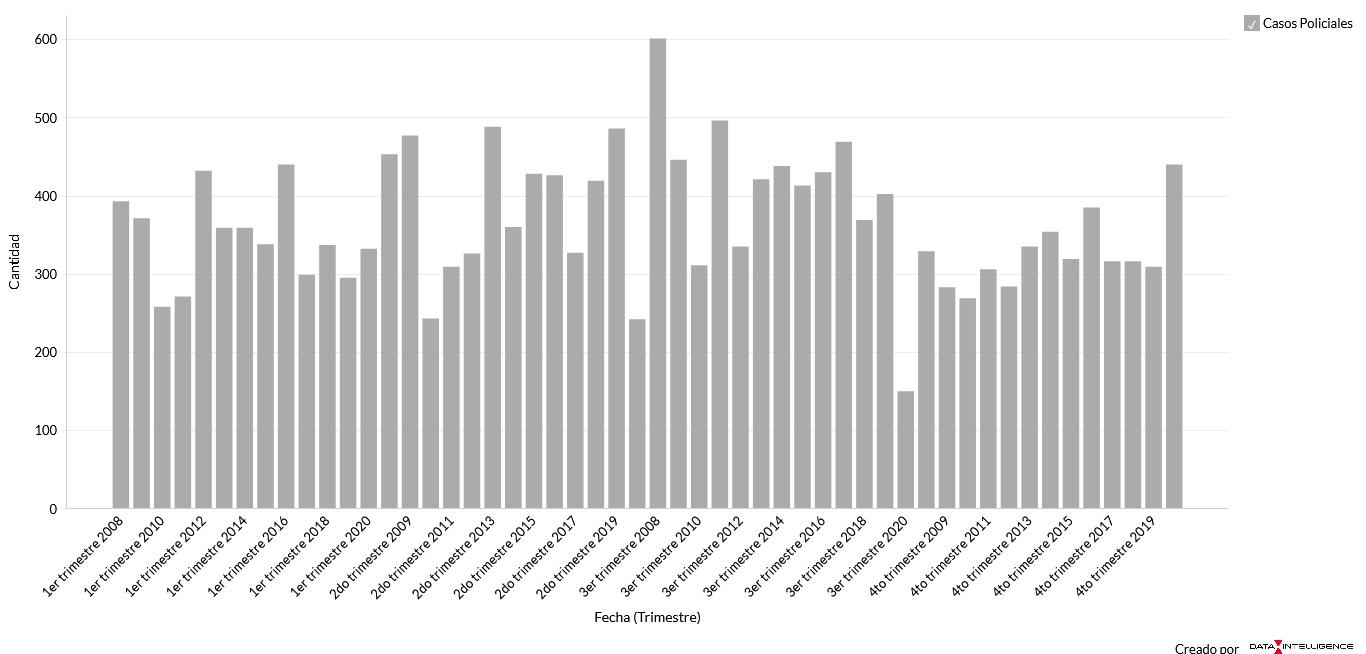 Casos Policiales
600
500
400
300
200
100
0
Cantidad
1er trimestre 2008
1er trimestre 2010
1er trimestre 2012
1er trimestre 2014
1er trimestre 2016
1er trimestre 2018
1er trimestre 2020
2do trimestre 2009
2do trimestre 2011
2do trimestre 2013
2do trimestre 2015
2do trimestre 2017
2do trimestre 2019
3er trimestre 2008
3er trimestre 2010
3er trimestre 2012
3er trimestre 2014
3er trimestre 2016
3er trimestre 2018
3er trimestre 2020
4to trimestre 2009
4to trimestre 2011
4to trimestre 2013
4to trimestre 2015
4to trimestre 2017
4to trimestre 2019
Fecha (Trimestre)
Creado por DATA INTELLIGENCE